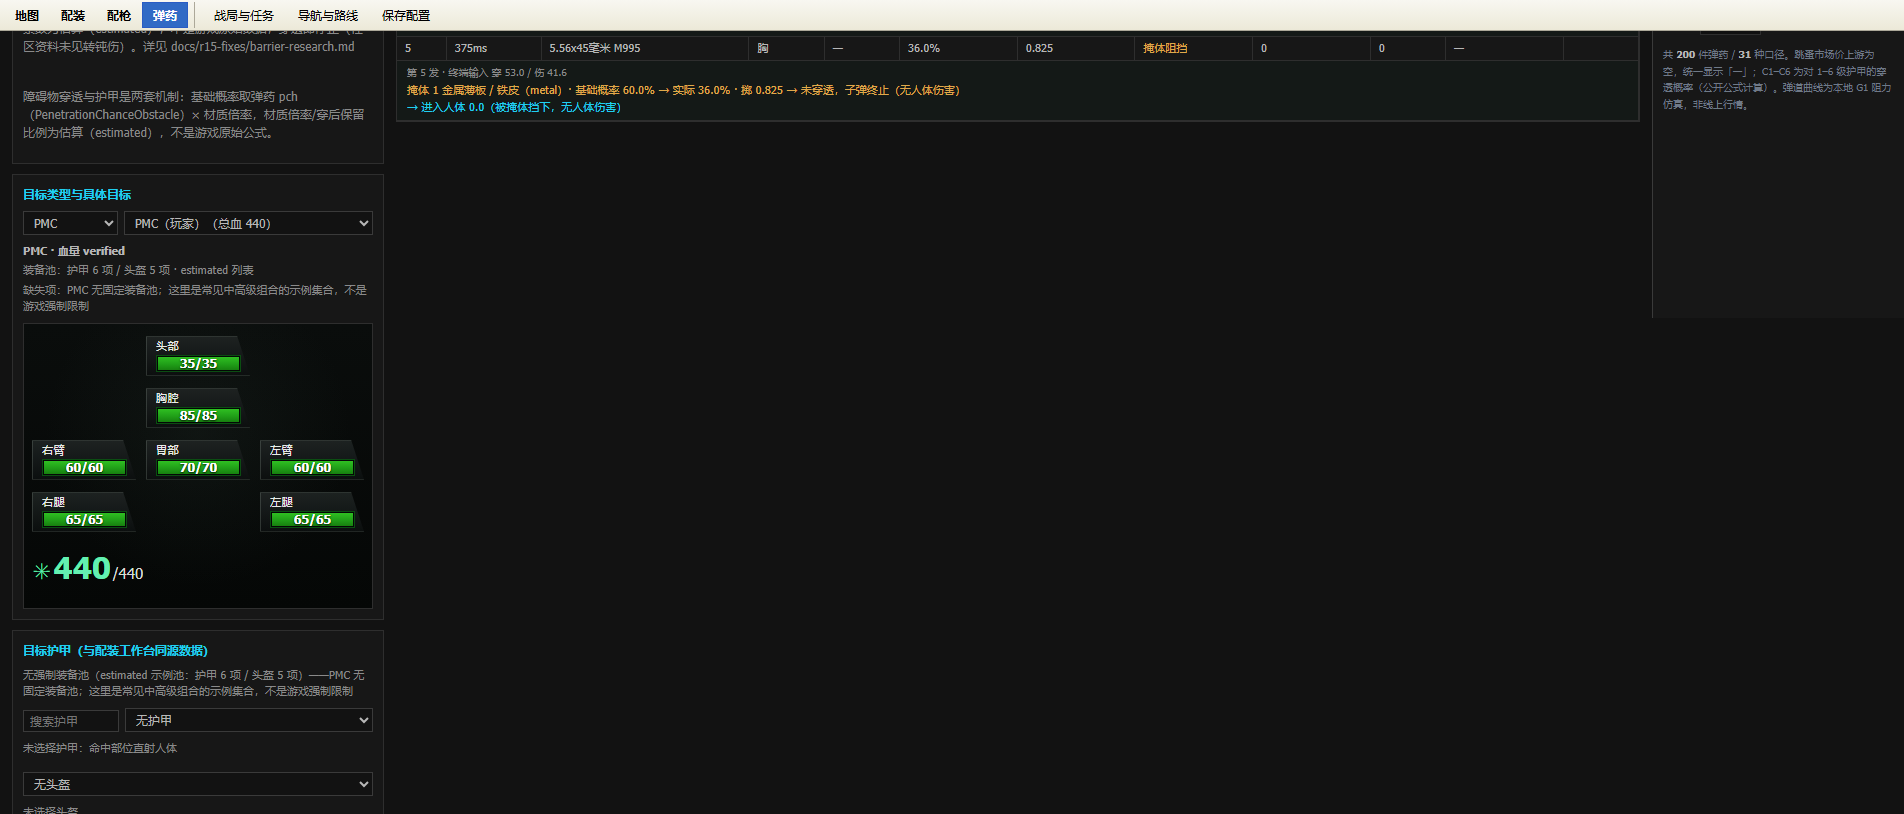 地图 配装 配枪 弹药 战局与任务 导航与路线 保存配置
区资料未见转钝伤）。详见 docs/r15-fixes/barrier-research.md
障碍物穿透与护甲是两套机制：基础概率取弹药 pch
（PenetrationChanceObstacle）× 材质倍率，材质倍率/穿后保留
比例为估算（estimated），不是游戏原始公式。
目标类型与具体目标
PMC PMC（玩家）（总血 440）
PMC · 血量 verified
装备池：护甲 6 项 / 头盔 5 项 · estimated 列表
缺失项：PMC 无固定装备池；这里是常见中高级组合的示例集合，不是
游戏强制限制
头部
35/35
胸腔
85/85
右臂 胃部 左臂
60/60 70/70 60/60
右腿 左腿
65/65 65/65
440/440
目标护甲（与配装工作台同源数据）
无强制装备池（estimated 示例池：护甲 6 项 / 头盔 5 项）——PMC 无
固定装备池；这里是常见中高级组合的示例集合，不是游戏强制限制
搜索护甲 无护甲
未选择护甲：命中部位直射人体
无头盔
未选择头盔
5 375ms 5.56x45毫米 M995 胸 — 36.0% 0.825 掩体阻挡 0 0 —
第 5 发 · 终端输入 穿 53.0 / 伤 41.6
掩体 1 金属薄板 / 铁皮（metal）· 基础概率 60.0% → 实际 36.0% · 掷 0.825 → 未穿透，子弹终止（无人体伤害）
→ 进入人体 0.0（被掩体挡下，无人体伤害）
共 200 件弹药 / 31 种口径。跳蚤市场价上游为
空，统一显示「—」；C1–C6 为对 1–6 级护甲的穿
透概率（公开公式计算）。弹道曲线为本地 G1 阻力
仿真，非线上行情。